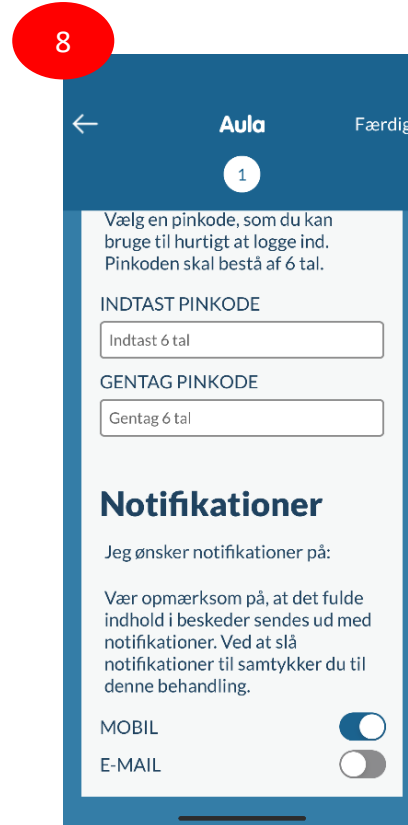 8
Aula
Færdig
1
Vælg en pinkode, som du kan
bruge til hurtigt at logge ind.
Pinkoden skal bestå af 6 tal.
INDTAST PINKODE
Indtast 6 tal
GENTAG PINKODE
Gentag 6 tal
Notifikationer
Jeg ønsker notifikationer på:
Vær opmærksom på, at det fulde
indhold i beskeder sendes ud med
notifikationer. Ved at slå
notifikationer til samtykker du til
denne behandling.
MOBIL
E-MAIL